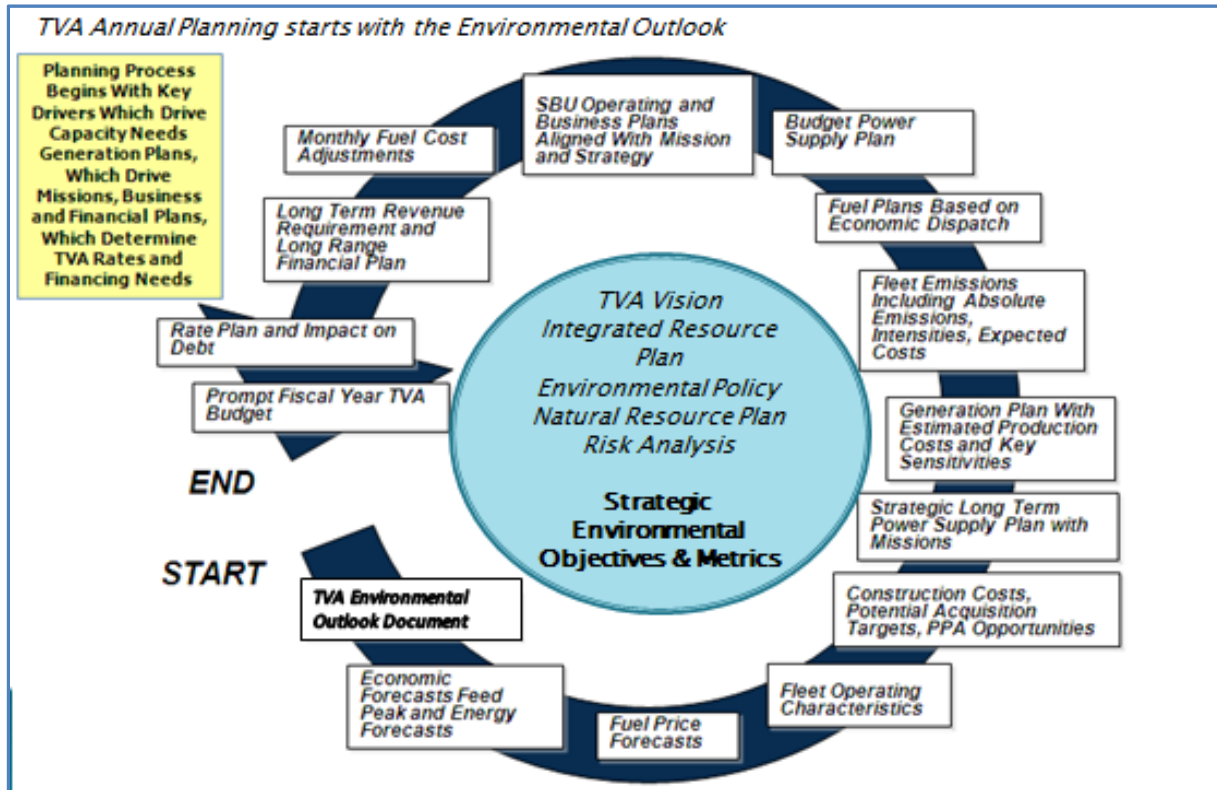 TVA Annual Planning starts with the Environmental Outlook
Planning Process
Begins With Key
Drivers Which Drive
Capacity Needs
Generation Plans,
Which Drive
Missions, Business
and Financial Plans,
Which Determine
TVA Rates and
Financing Needs
Monthly Fuel Cost
Adjustments
SBU Operating and
Business Plans
Aligned With Mission
and Strategy
Budget Power
Supply Plan
Long Term Revenue
Requirement and
Long Range
Financial Plan
Fuel Plans Based on
Economic Dispatch
Fleet Emissions
Including Absolute
Emissions,
Intensities, Expected
Costs
Rate Plan and Impact on
Debt
Prompt Fiscal Year TVA
Budget
TVA Vision
Integrated Resource
Plan
Environmental Policy
Natural Resource Plan
Risk Analysis
Strategic
Environmental
Objectives & Metrics
Generation Plan With
Estimated Production
Costs and Key
Sensitivities
END
Strategic Long Term
Power Supply Plan with
Missions
START
TVA Environmental
Outlook Document
Construction Costs,
Potential Acquisition
Targets, PPA Opportunities
Economic
Forecasts Feed
Peak and Energy
Forecasts
Fuel Price
Forecasts
Fleet Operating
Characteristics